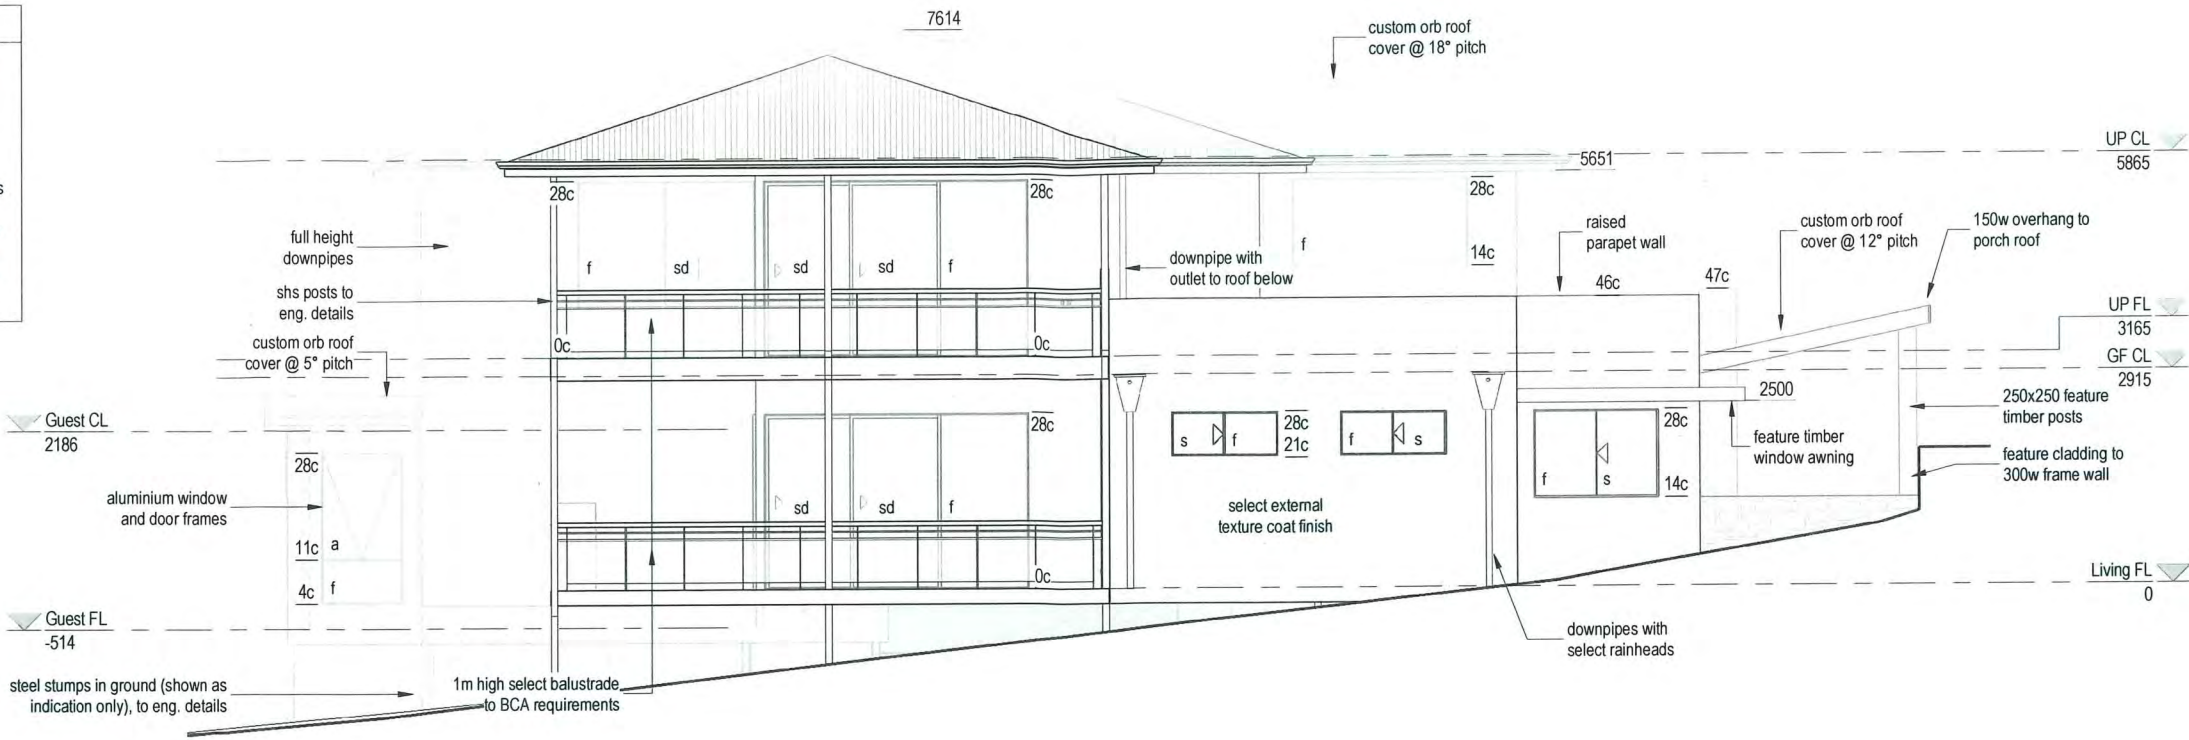 7614
custom orb roof
cover @ 18° pitch
UP CL
5865
5651
s
28c
28c
28c
full height
downpipes
f
sd
sd
sd
f
downpipe with
outlet to roof below
f
14c
raised
parapet wall
custom orb roof
cover @ 12° pitch
150w overhang to
porch roof
46c
47c
shs posts to
eng. details
UP FL
3165
custom orb roof
cover @ 5° pitch
0c
0c
GF CL
2915
2500
250x250 feature
timber posts
Guest CL
2186
28c
28c
21c
28c
s
f
f
s
feature timber
window awning
feature cladding to
300w frame wall
28c
aluminium window
and door frames
sd
sd
f
select external
texture coat finish
f
s
14c
11c
a
4c
f
0c
Living FL
0
Guest FL
-514
downpipes with
select rainheads
steel stumps in ground (shown as
indication only), to eng. details
1m high select balustrade
to BCA requirements